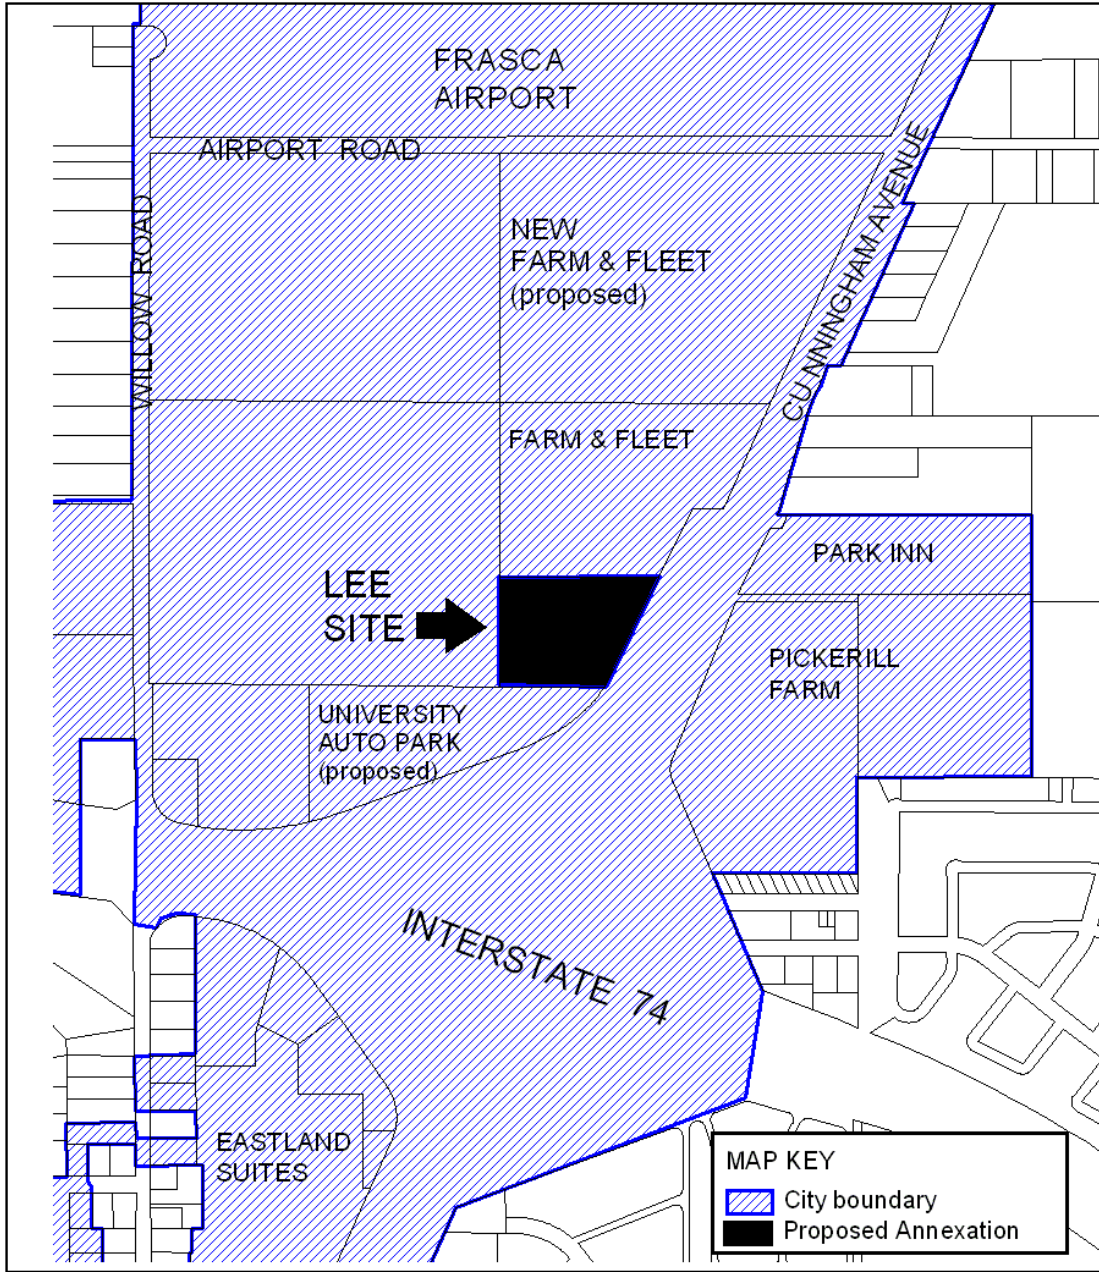 FRASCA
AIRPORT
AIRPORT ROAD
WILLOW ROAD
NEW
FARM & FLEET
(proposed)
CUNNINGHAM AVENUE
FARM & FLEET
PARK INN
LEE
SITE
PICKERILL
FARM
UNIVERSITY
AUTO PARK
(proposed)
INTERSTATE 74
EASTLAND
SUITES
MAP KEY
City boundary
Proposed Annexation